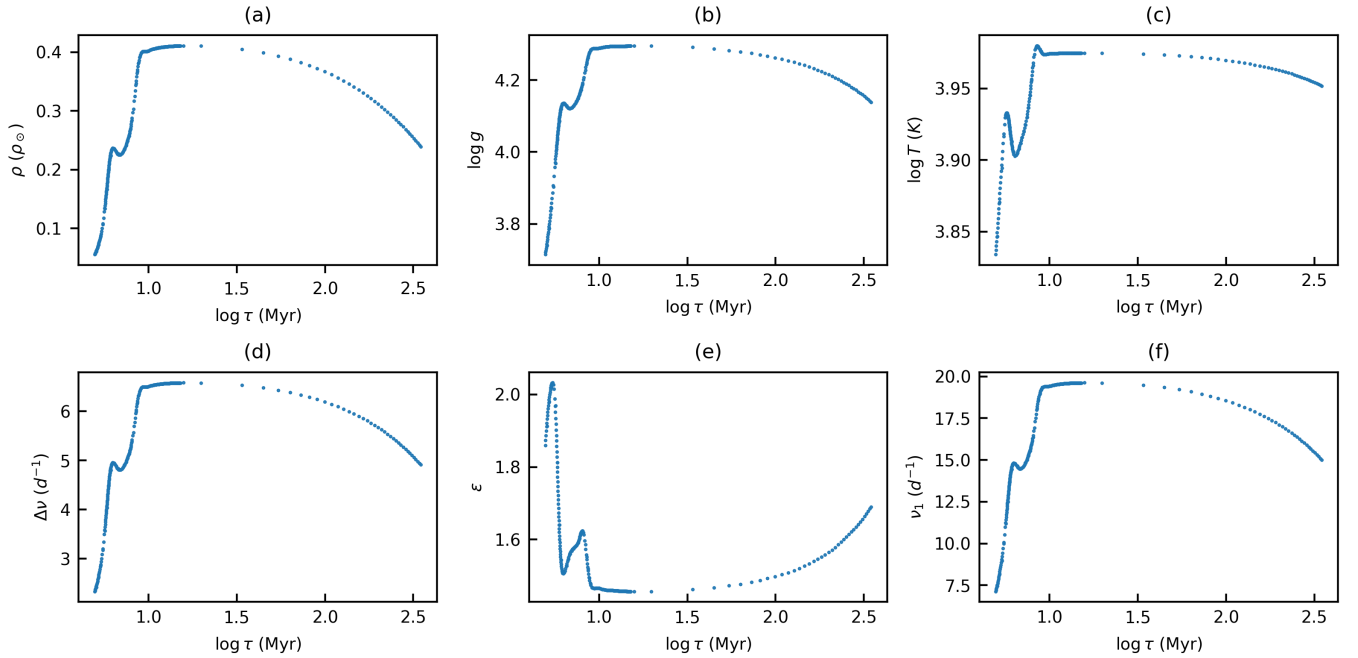 (a)
0.4
0.3
0.2
0.1
ρ (ρ⊙)
1.0 1.5 2.0 2.5
log τ (Myr)
(b)
4.2
4.0
3.8
log g
1.0 1.5 2.0 2.5
log τ (Myr)
(c)
3.95
3.90
3.85
log T (K)
1.0 1.5 2.0 2.5
log τ (Myr)
(d)
6
5
4
3
Δν (d⁻¹)
1.0 1.5 2.0 2.5
log τ (Myr)
(e)
2.0
1.8
1.6
ε
1.0 1.5 2.0 2.5
log τ (Myr)
(f)
20.0
17.5
15.0
12.5
10.0
7.5
ν₁ (d⁻¹)
1.0 1.5 2.0 2.5
log τ (Myr)